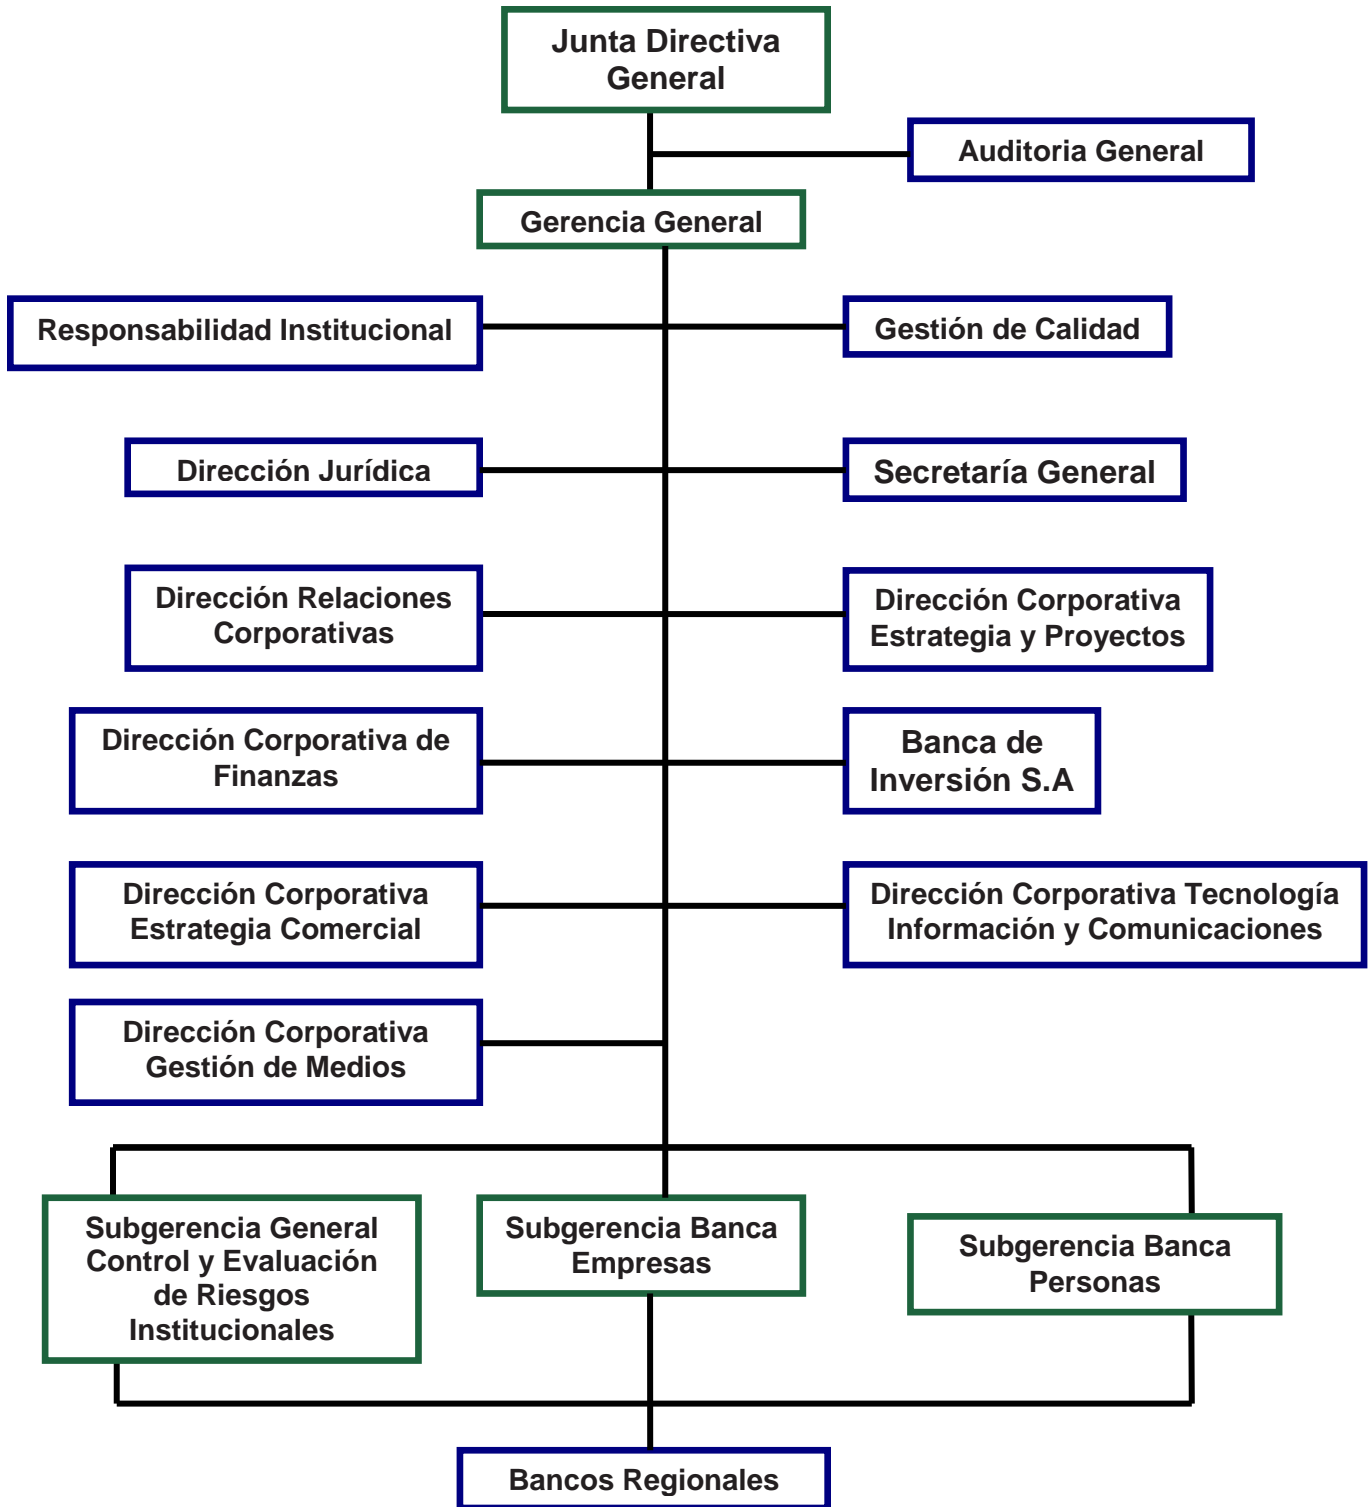 Junta Directiva
General
Auditoria General
Gerencia General
Responsabilidad Institucional
Gestión de Calidad
Dirección Jurídica
Secretaría General
Dirección Relaciones
Corporativas
Dirección Corporativa
Estrategia y Proyectos
Dirección Corporativa de
Finanzas
Banca de
Inversión S.A
Dirección Corporativa
Estrategia Comercial
Dirección Corporativa Tecnología
Información y Comunicaciones
Dirección Corporativa
Gestión de Medios
Subgerencia General
Control y Evaluación
de Riesgos
Institucionales
Subgerencia Banca
Empresas
Subgerencia Banca
Personas
Bancos Regionales